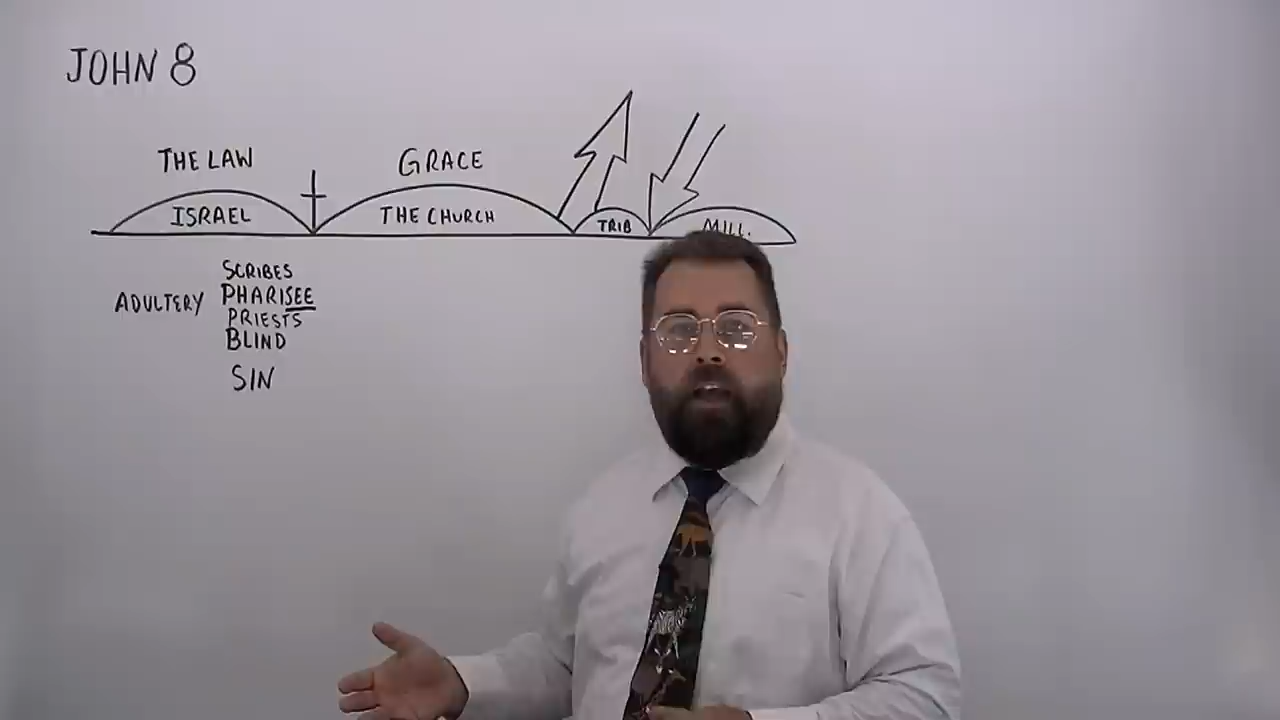 JOHN 8
THE LAW
GRACE
ISRAEL
THE CHURCH
TRIB
MILL.
SCRIBES
ADULTERY PHARISEE
PRIESTS
BLIND
SIN